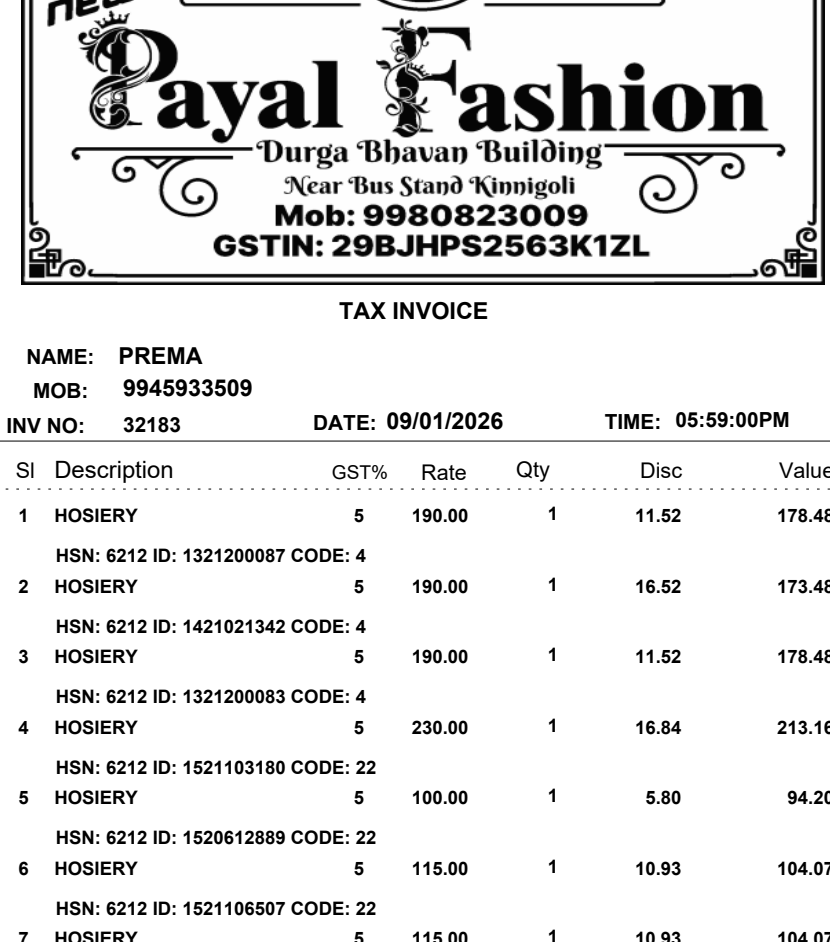 new
Payal Fashion
Durga Bhavan Building
Near Bus Stand Kinnigoli
Mob: 9980823009
GSTIN: 29BJHPS2563K1ZL
TAX INVOICE
NAME: PREMA
MOB: 9945933509
INV NO: 32183 DATE: 09/01/2026 TIME: 05:59:00PM
Sl Description GST% Rate Qty Disc Value
1 HOSIERY 5 190.00 1 11.52 178.48
HSN: 6212 ID: 1321200087 CODE: 4
2 HOSIERY 5 190.00 1 16.52 173.48
HSN: 6212 ID: 1421021342 CODE: 4
3 HOSIERY 5 190.00 1 11.52 178.48
HSN: 6212 ID: 1321200083 CODE: 4
4 HOSIERY 5 230.00 1 16.84 213.16
HSN: 6212 ID: 1521103180 CODE: 22
5 HOSIERY 5 100.00 1 5.80 94.20
HSN: 6212 ID: 1520612889 CODE: 22
6 HOSIERY 5 115.00 1 10.93 104.07
HSN: 6212 ID: 1521106507 CODE: 22
7 HOSIERY 5 115.00 1 10.93 104.07